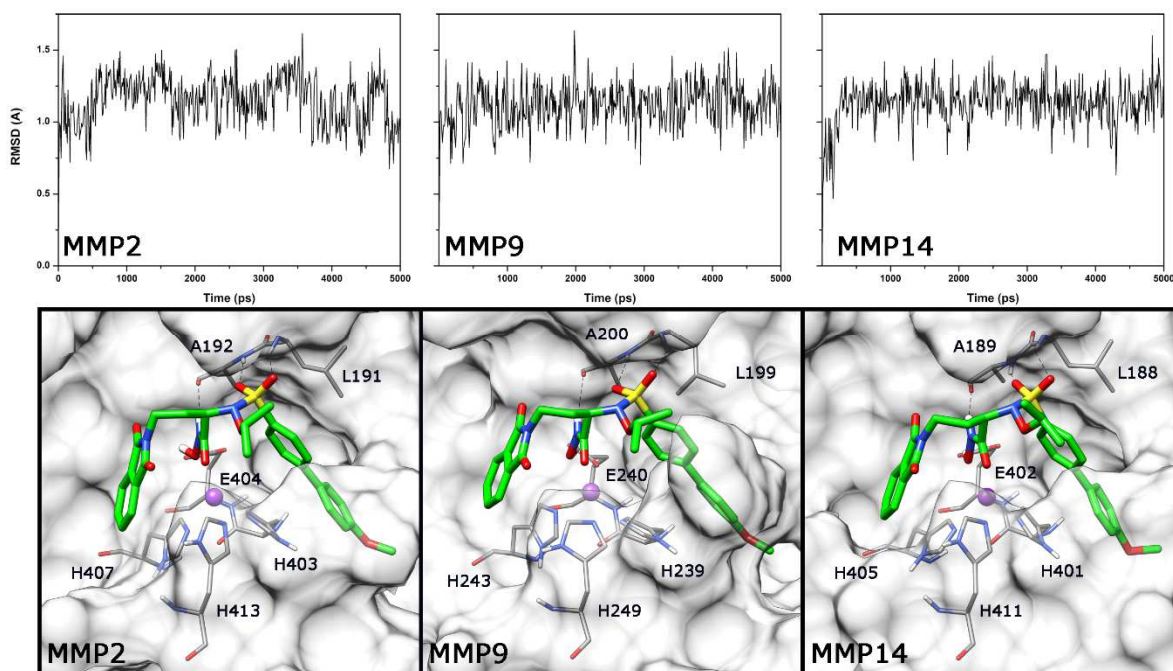 1.5
1.0
0.5
0.0
RMSD (A)
MMP2
MMP9
MMP14
0 1000 2000 3000 4000 5000
0 1000 2000 3000 4000 5000
0 1000 2000 3000 4000 5000
Time (ps)
Time (ps)
Time (ps)
A192
L191
E404
H407
H403
H413
MMP2
A200
L199
E240
H243
H239
H249
MMP9
A189
L188
E402
H405
H401
H411
MMP14